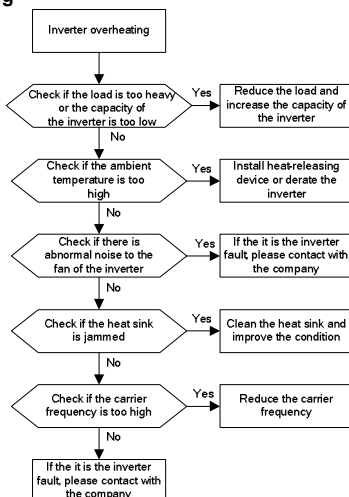 g
Inverter overheating
Check if the load is too heavy
or the capacity of
the inverter is too low
Yes
Reduce the load and
increase the capacity of
the inverter
No
Check if the ambient
temperature is too
high
Yes
Install heat-releasing
device or derate the
inverter
No
Check if there is
abnormal noise to the
fan of the inverter
Yes
If the it is the inverter
fault, please contact with
the company
No
Check if the heat sink
is jammed
Yes
Clean the heat sink and
improve the condition
No
Check if the carrier
frequency is too high
Yes
Reduce the carrier
frequency
No
If the it is the inverter
fault, please contact with
the company